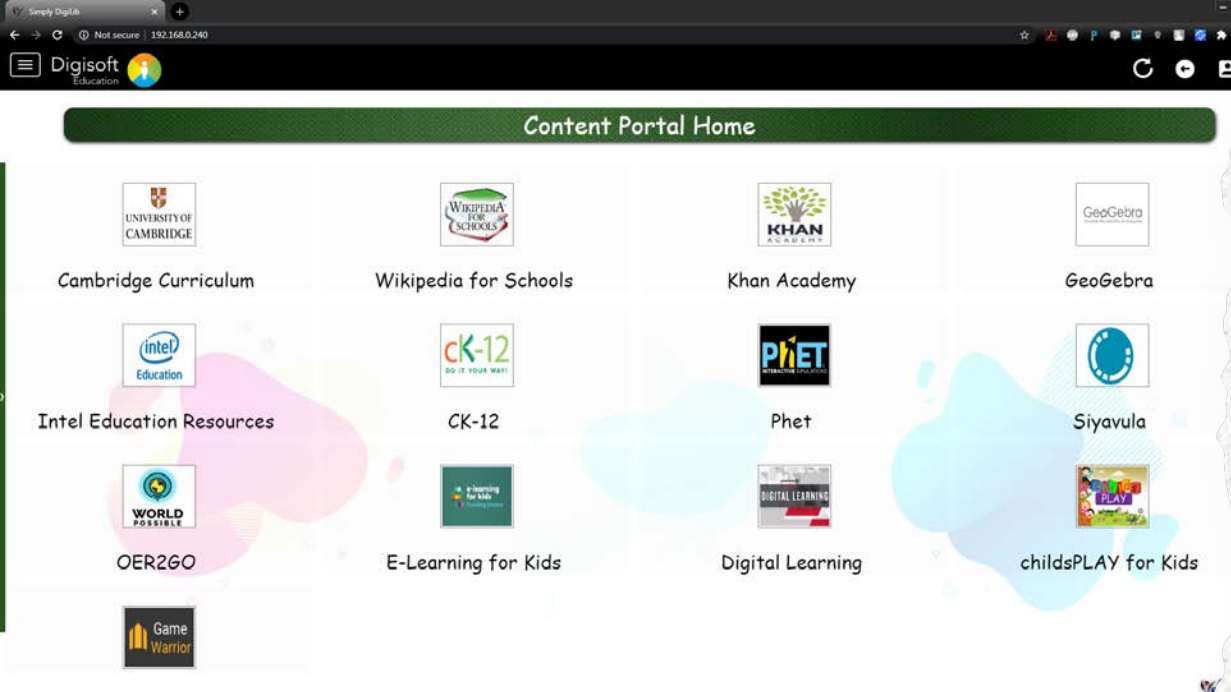 Simply DigiLib
Not secure | 192.168.0.240
Digisoft
Education
Content Portal Home
UNIVERSITY OF
CAMBRIDGE
WIKIPEDIA
FOR
SCHOOLS
KHAN
ACADEMY
GeoGebra
Cambridge Curriculum
Wikipedia for Schools
Khan Academy
GeoGebra
intel
Education
cK-12
DO IT YOUR WAY!
PhET
INTERACTIVE SIMULATIONS
Intel Education Resources
CK-12
Phet
Siyavula
WORLD
POSSIBLE
e-learning
for kids
DIGITAL LEARNING
PLAY
OER2GO
E-Learning for Kids
Digital Learning
childsPLAY for Kids
Game
Warrior